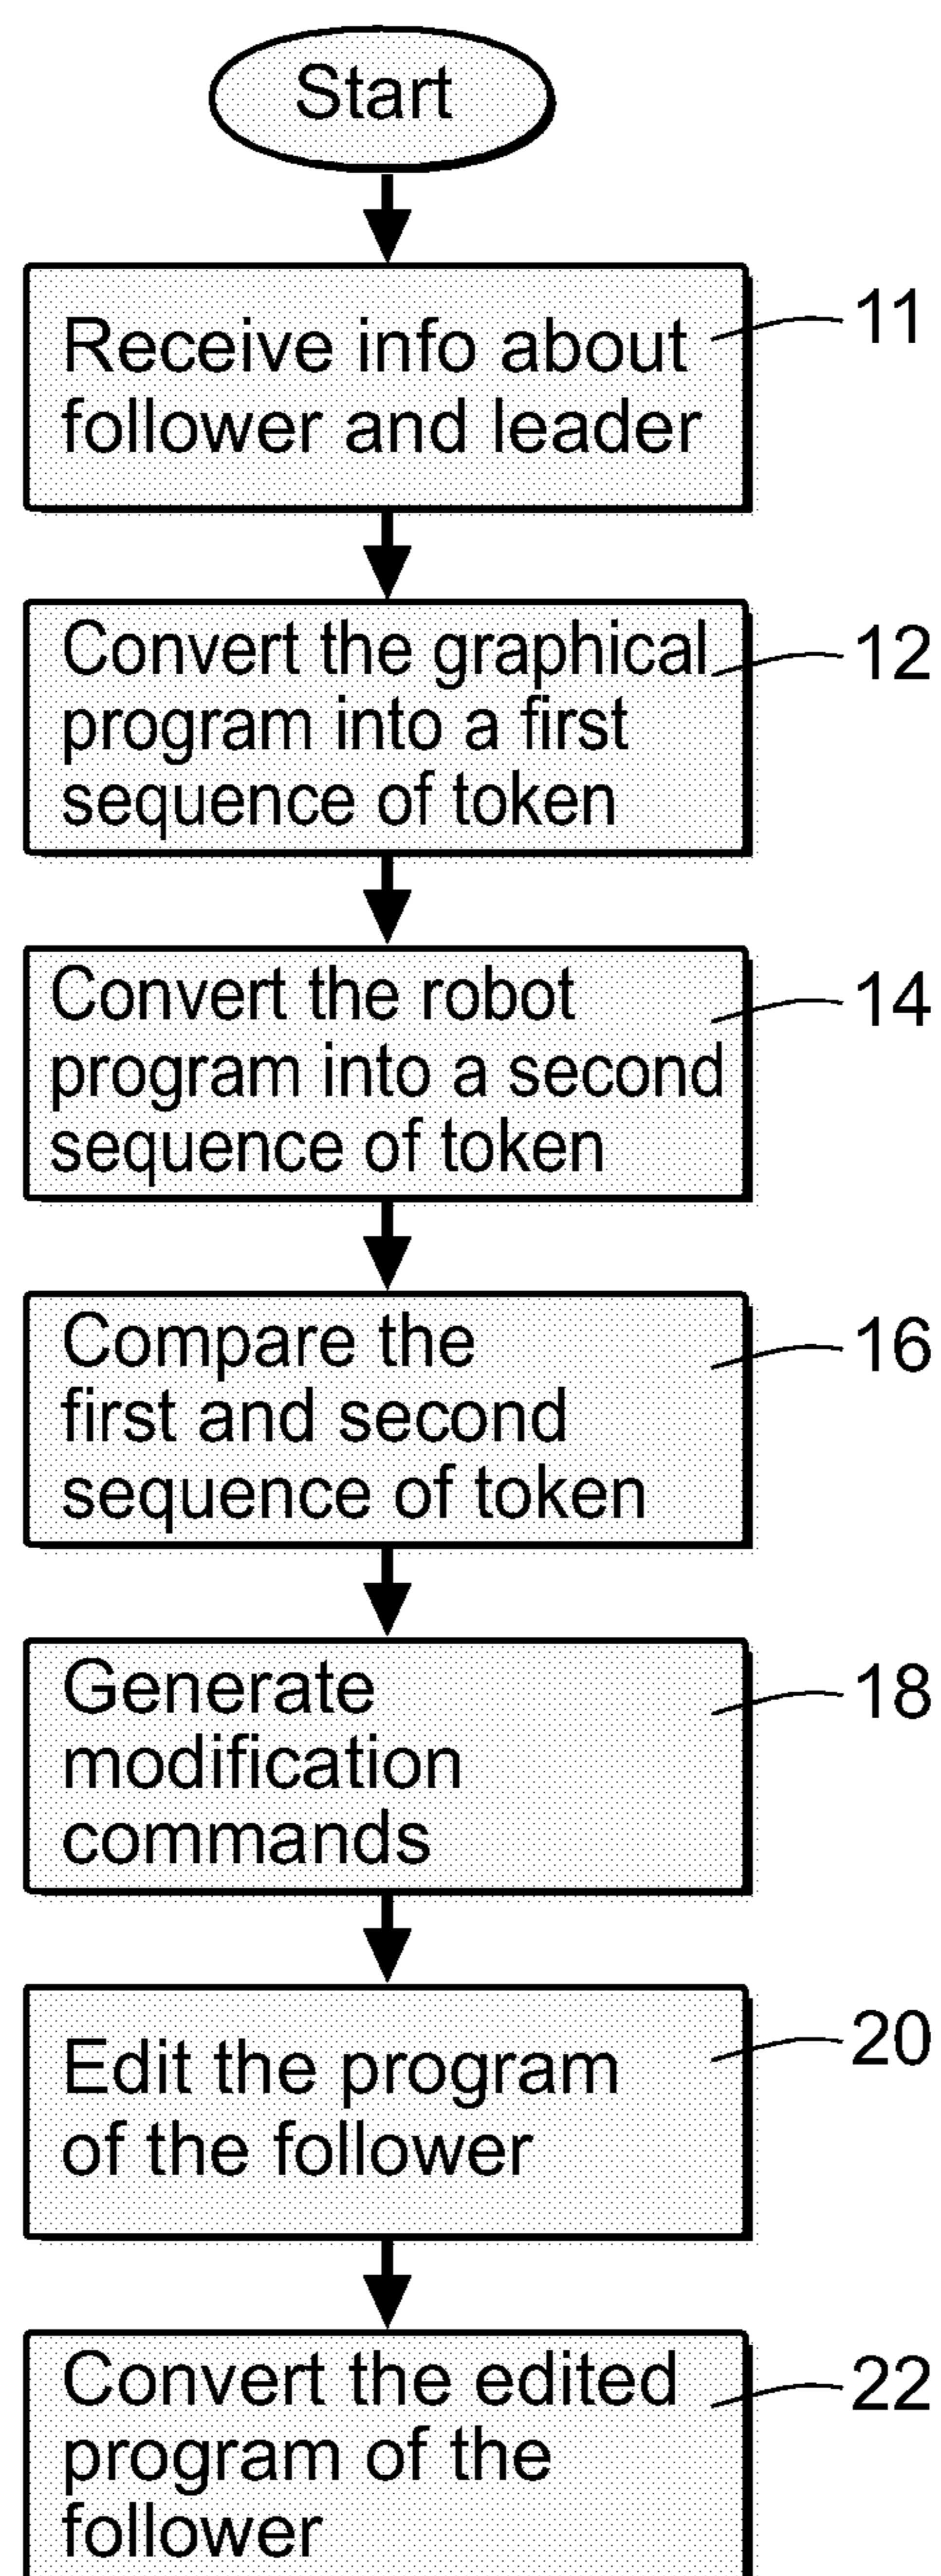 Start
Receive info about
follower and leader
11
Convert the graphical
program into a first
sequence of token
12
Convert the robot
program into a second
sequence of token
14
Compare the
first and second
sequence of token
16
Generate
modification
commands
18
Edit the program
of the follower
20
Convert the edited
program of the
follower
22